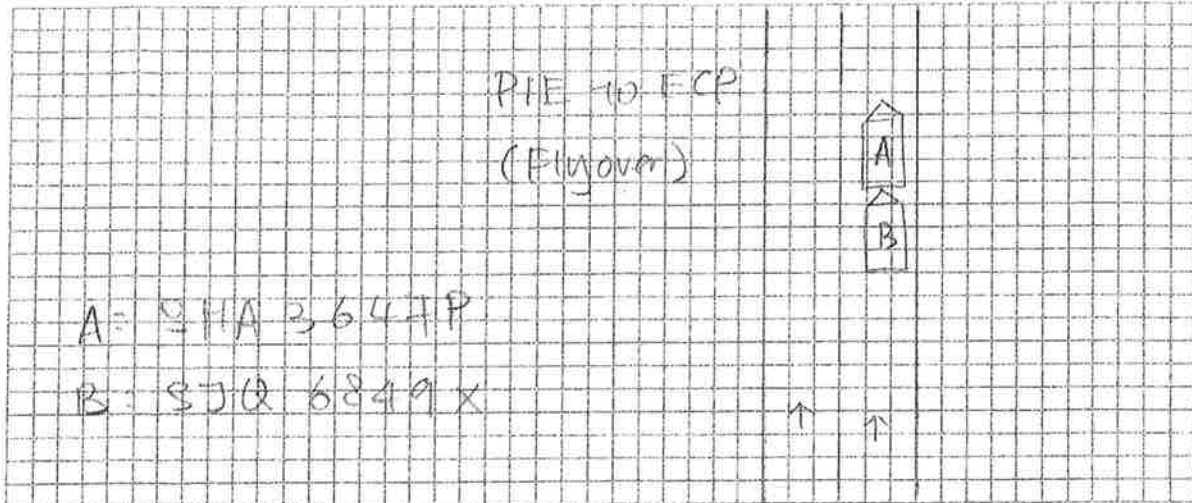 PIE to ECP
(Flyover)
A
B
A= SHA 3647P
B: SJQ 6849X